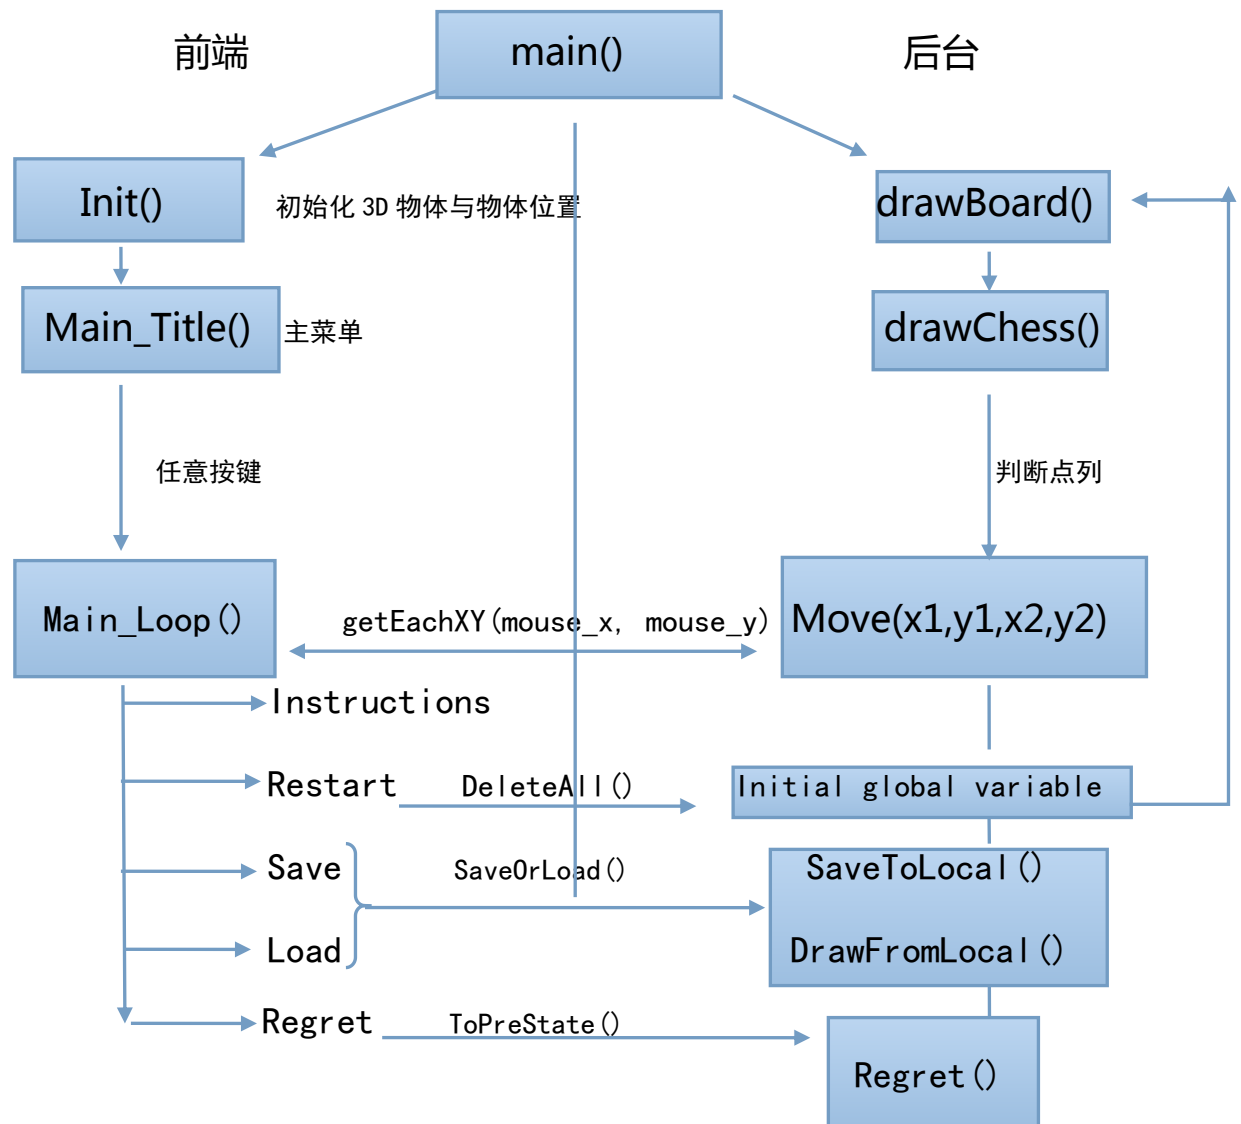 前端
main()
后台
Init()
初始化 3D 物体与物体位置
drawBoard()
Main_Title()
主菜单
drawChess()
任意按键
判断点列
Main_Loop()
getEachXY(mouse_x, mouse_y)
Move(x1,y1,x2,y2)
Instructions
Restart
DeleteAll()
Initial global variable
Save
SaveOrLoad()
SaveToLocal()
Load
DrawFromLocal()
Regret
ToPreState()
Regret()